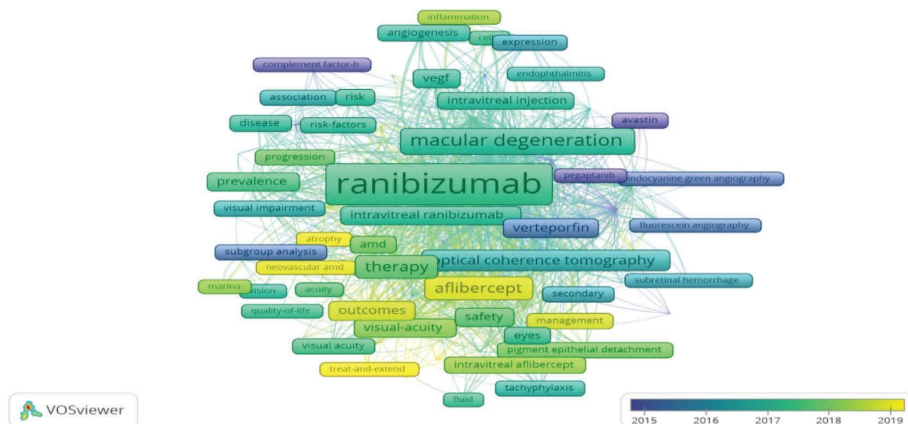 inflammation
angiogenesis
cell
expression
complement factor-h
vegf
endophthalmitis
association
risk
intravitreal injection
disease
risk-factors
avastin
macular degeneration
progression
prevalence
ranibizumab
pegaptanib
indocyanine green angiography
visual impairment
intravitreal ranibizumab
verteporfin
fluorescein angiography
atrophy
amd
subgroup analysis
neovascular amd
therapy
optical coherence tomography
marina
vision
acuity
aflibercept
secondary
subretinal hemorrhage
quality-of-life
outcomes
safety
management
visual-acuity
eyes
visual acuity
pigment epithelial detachment
treat-and-extend
intravitreal aflibercept
fluid
tachyphylaxis
VOSviewer
2015 2016 2017 2018 2019